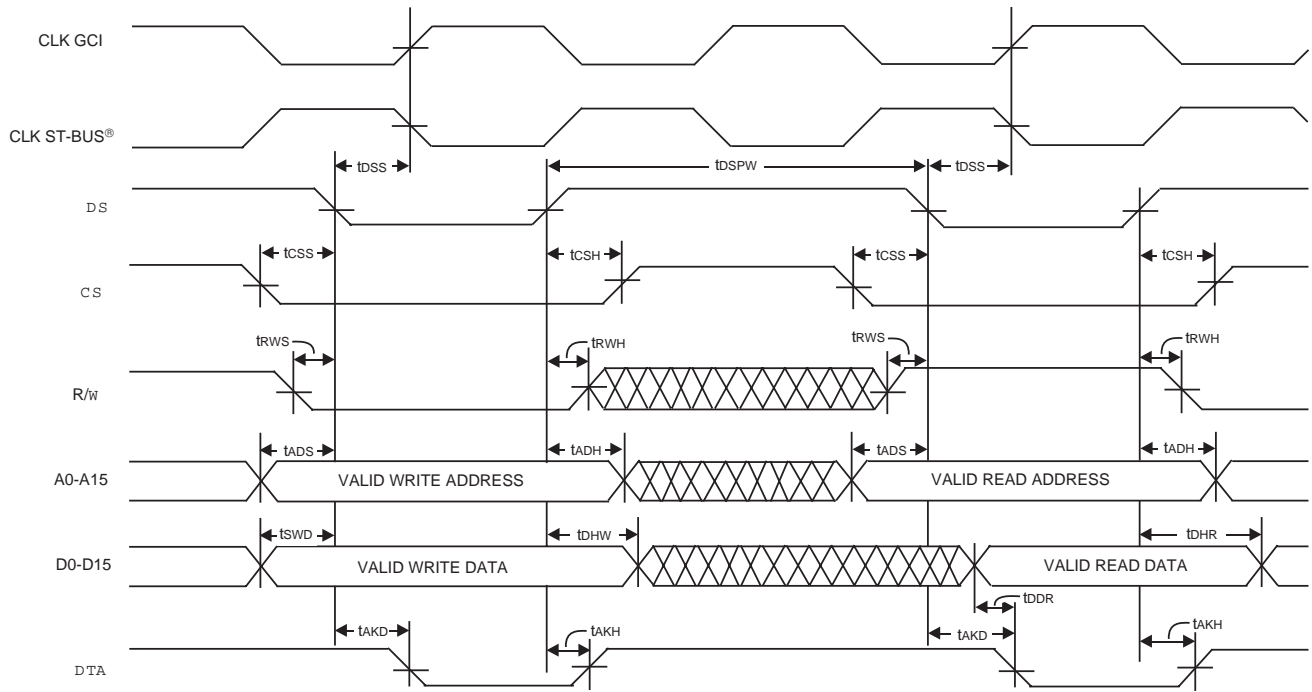 CLK GCI
CLK ST-BUS®
tDSS tDSPW tDSS
DS
tCSS tCSH tCSS tCSH
CS
tRWS tRWH tRWS tRWH
R/W
tADS tADH tADS tADH
A0-A15 VALID WRITE ADDRESS VALID READ ADDRESS
tSWD tDHW tDHR
D0-D15 VALID WRITE DATA VALID READ DATA
tDDR
tAKD tAKH tAKD tAKH
DTA